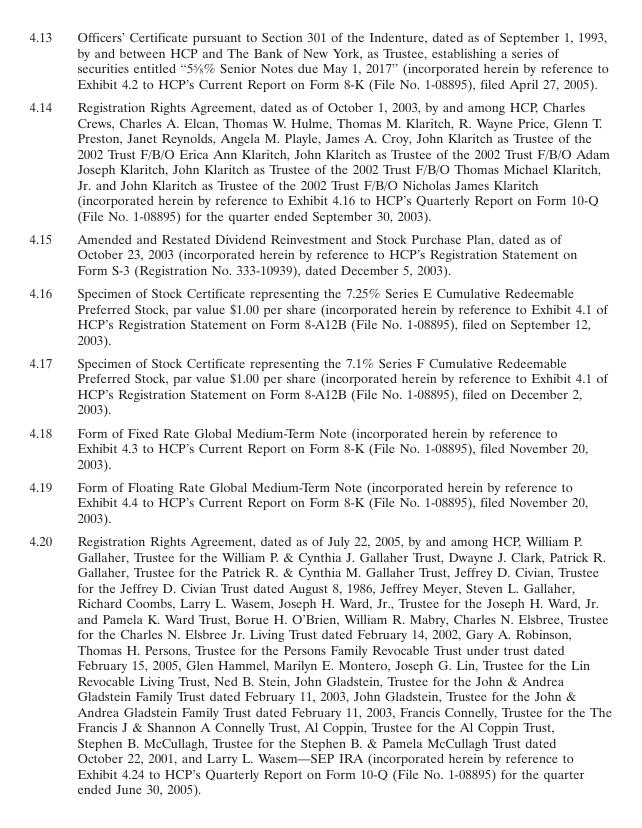 4.13 Officers' Certificate pursuant to Section 301 of the Indenture, dated as of September 1, 1993,
by and between HCP and The Bank of New York, as Trustee, establishing a series of
securities entitled “5⅝% Senior Notes due May 1, 2017” (incorporated herein by reference to
Exhibit 4.2 to HCP's Current Report on Form 8-K (File No. 1-08895), filed April 27, 2005).
4.14 Registration Rights Agreement, dated as of October 1, 2003, by and among HCP, Charles
Crews, Charles A. Elcan, Thomas W. Hulme, Thomas M. Klaritch, R. Wayne Price, Glenn T.
Preston, Janet Reynolds, Angela M. Playle, James A. Croy, John Klaritch as Trustee of the
2002 Trust F/B/O Erica Ann Klaritch, John Klaritch as Trustee of the 2002 Trust F/B/O Adam
Joseph Klaritch, John Klaritch as Trustee of the 2002 Trust F/B/O Thomas Michael Klaritch,
Jr. and John Klaritch as Trustee of the 2002 Trust F/B/O Nicholas James Klaritch
(incorporated herein by reference to Exhibit 4.16 to HCP's Quarterly Report on Form 10-Q
(File No. 1-08895) for the quarter ended September 30, 2003).
4.15 Amended and Restated Dividend Reinvestment and Stock Purchase Plan, dated as of
October 23, 2003 (incorporated herein by reference to HCP's Registration Statement on
Form S-3 (Registration No. 333-10939), dated December 5, 2003).
4.16 Specimen of Stock Certificate representing the 7.25% Series E Cumulative Redeemable
Preferred Stock, par value $1.00 per share (incorporated herein by reference to Exhibit 4.1 of
HCP's Registration Statement on Form 8-A12B (File No. 1-08895), filed on September 12,
2003).
4.17 Specimen of Stock Certificate representing the 7.1% Series F Cumulative Redeemable
Preferred Stock, par value $1.00 per share (incorporated herein by reference to Exhibit 4.1 of
HCP's Registration Statement on Form 8-A12B (File No. 1-08895), filed on December 2,
2003).
4.18 Form of Fixed Rate Global Medium-Term Note (incorporated herein by reference to
Exhibit 4.3 to HCP's Current Report on Form 8-K (File No. 1-08895), filed November 20,
2003).
4.19 Form of Floating Rate Global Medium-Term Note (incorporated herein by reference to
Exhibit 4.4 to HCP's Current Report on Form 8-K (File No. 1-08895), filed November 20,
2003).
4.20 Registration Rights Agreement, dated as of July 22, 2005, by and among HCP, William P.
Gallaher, Trustee for the William P. & Cynthia J. Gallaher Trust, Dwayne J. Clark, Patrick R.
Gallaher, Trustee for the Patrick R. & Cynthia M. Gallaher Trust, Jeffrey D. Civian, Trustee
for the Jeffrey D. Civian Trust dated August 8, 1986, Jeffrey Meyer, Steven L. Gallaher,
Richard Coombs, Larry L. Wasem, Joseph H. Ward, Jr., Trustee for the Joseph H. Ward, Jr.
and Pamela K. Ward Trust, Borue H. O'Brien, William R. Mabry, Charles N. Elsbree, Trustee
for the Charles N. Elsbree Jr. Living Trust dated February 14, 2002, Gary A. Robinson,
Thomas H. Persons, Trustee for the Persons Family Revocable Trust under trust dated
February 15, 2005, Glen Hammel, Marilyn E. Montero, Joseph G. Lin, Trustee for the Lin
Revocable Living Trust, Ned B. Stein, John Gladstein, Trustee for the John & Andrea
Gladstein Family Trust dated February 11, 2003, John Gladstein, Trustee for the John &
Andrea Gladstein Family Trust dated February 11, 2003, Francis Connelly, Trustee for the The
Francis J & Shannon A Connelly Trust, Al Coppin, Trustee for the Al Coppin Trust,
Stephen B. McCullagh, Trustee for the Stephen B. & Pamela McCullagh Trust dated
October 22, 2001, and Larry L. Wasem—SEP IRA (incorporated herein by reference to
Exhibit 4.24 to HCP's Quarterly Report on Form 10-Q (File No. 1-08895) for the quarter
ended June 30, 2005).